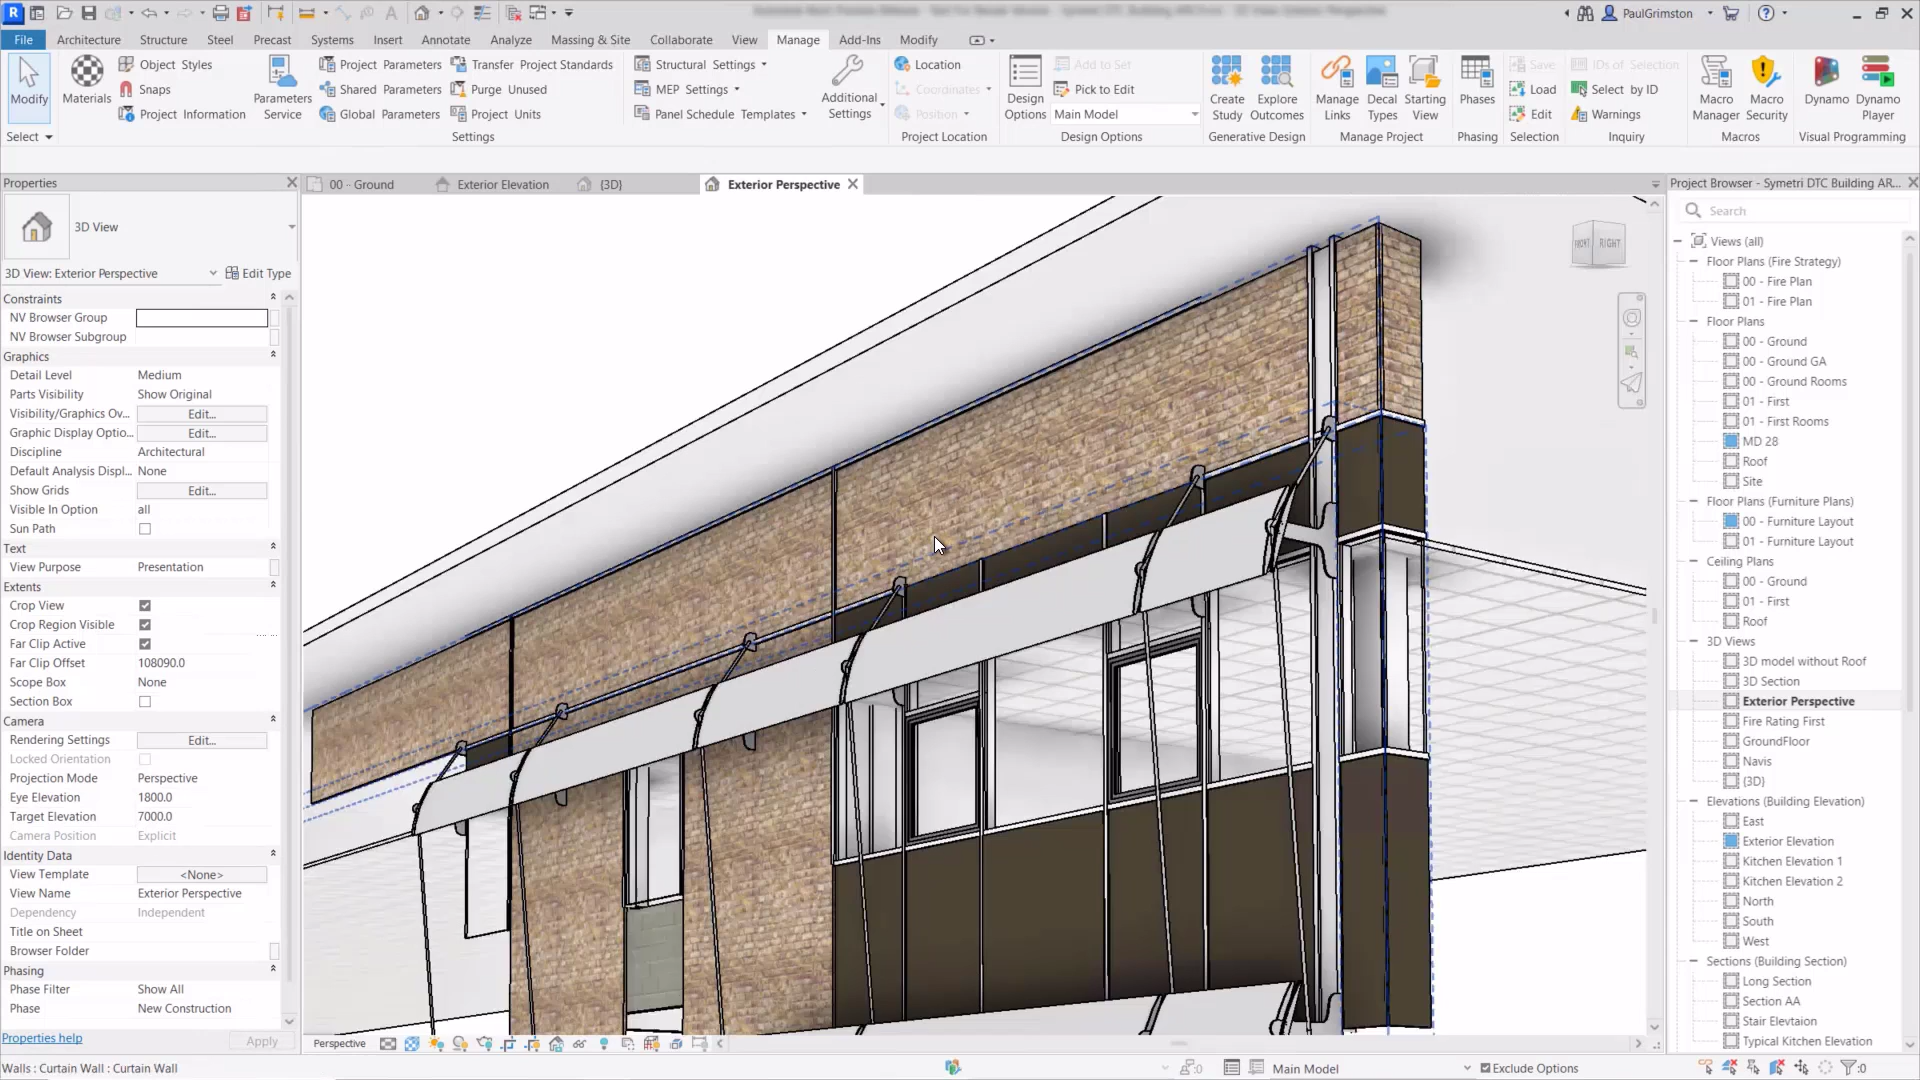 PaulGrimston
File Architecture Structure Steel Precast Systems Insert Annotate Analyze Massing & Site Collaborate View Manage Add-Ins Modify
Modify
Materials
Object Styles
Snaps
Project Information
Parameters Service
Project Parameters
Shared Parameters
Global Parameters
Transfer Project Standards
Purge Unused
Project Units
Structural Settings
MEP Settings
Panel Schedule Templates
Additional Settings
Location
Coordinates
Position
Design Options
Add to Set
Pick to Edit
Main Model
Create Study
Explore Outcomes
Manage Links
Decal Types
Starting View
Phases
Save
Load
Edit
IDs of Selection
Select by ID
Warnings
Macro Manager
Macro Security
Dynamo
Dynamo Player
Select Settings Project Location Design Options Generative Design Manage Project Phasing Selection Inquiry Macros Visual Programming
Properties
00 - Ground Exterior Elevation {3D} Exterior Perspective
Project Browser - Symetri DTC Building AR...
3D View
3D View: Exterior Perspective Edit Type
Constraints
NV Browser Group
NV Browser Subgroup
Graphics
Detail Level Medium
Parts Visibility Show Original
Visibility/Graphics Ov... Edit...
Graphic Display Optio... Edit...
Discipline Architectural
Default Analysis Displ... None
Show Grids Edit...
Visible In Option all
Sun Path
Text
View Purpose Presentation
Extents
Crop View
Crop Region Visible
Far Clip Active
Far Clip Offset 108090.0
Scope Box None
Section Box
Camera
Rendering Settings Edit...
Locked Orientation
Projection Mode Perspective
Eye Elevation 1800.0
Target Elevation 7000.0
Camera Position Explicit
Identity Data
View Template <None>
View Name Exterior Perspective
Dependency Independent
Title on Sheet
Browser Folder
Phasing
Phase Filter Show All
Phase New Construction
Properties help Apply
FRONT RIGHT
Search
Views (all)
Floor Plans (Fire Strategy)
00 - Fire Plan
01 - Fire Plan
Floor Plans
00 - Ground
00 - Ground GA
00 - Ground Rooms
01 - First
01 - First Rooms
MD 28
Roof
Site
Floor Plans (Furniture Plans)
00 - Furniture Layout
01 - Furniture Layout
Ceiling Plans
00 - Ground
01 - First
Roof
3D Views
3D model without Roof
3D Section
Exterior Perspective
Fire Rating First
GroundFloor
Navis
{3D}
Elevations (Building Elevation)
East
Exterior Elevation
Kitchen Elevation 1
Kitchen Elevation 2
North
South
West
Sections (Building Section)
Long Section
Section AA
Stair Elevtaion
Typical Kitchen Elevation
Perspective
Walls : Curtain Wall : Curtain Wall
:0
Main Model
Exclude Options
:0